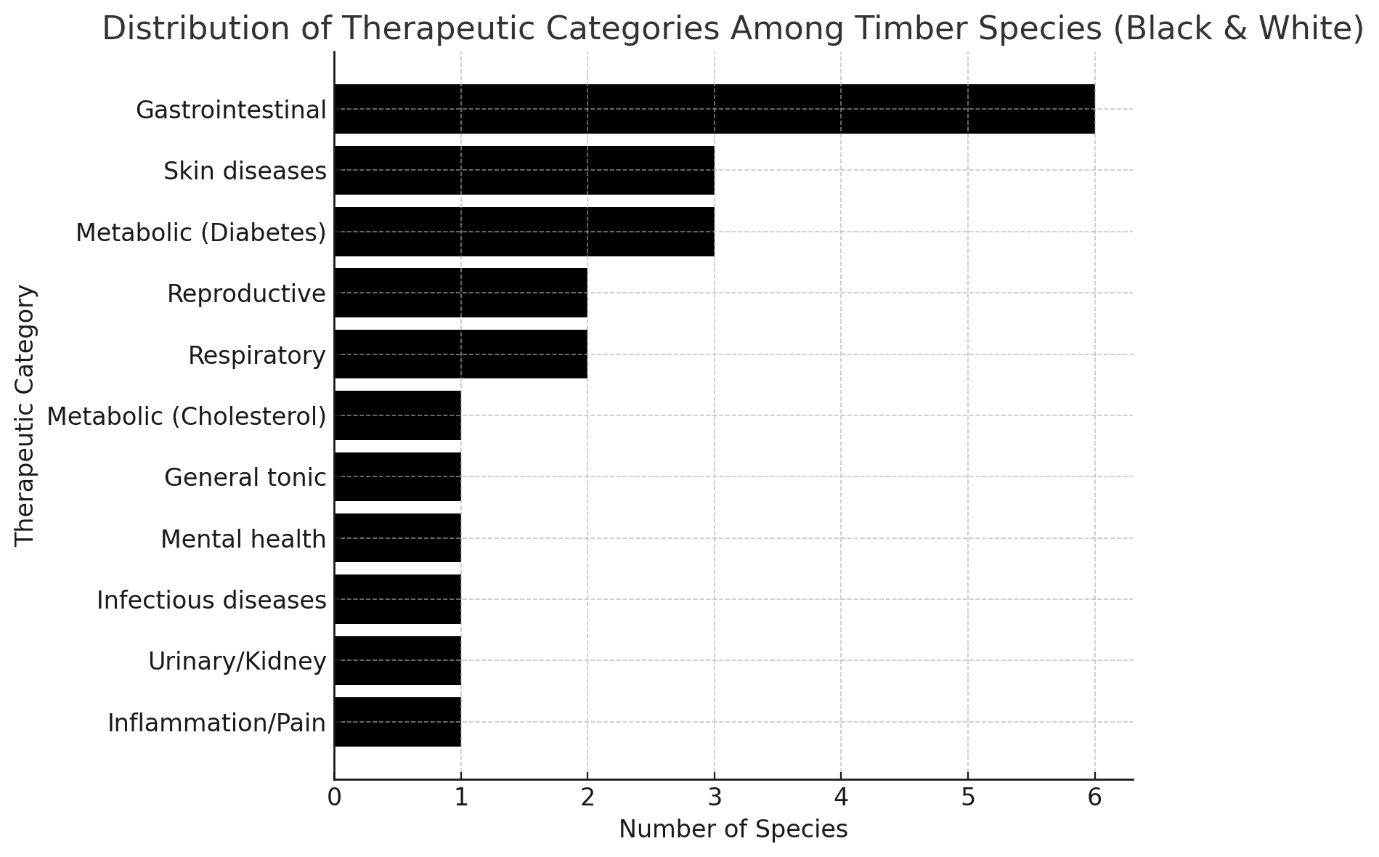 Distribution of Therapeutic Categories Among Timber Species (Black & White)
Therapeutic Category
Gastrointestinal
Skin diseases
Metabolic (Diabetes)
Reproductive
Respiratory
Metabolic (Cholesterol)
General tonic
Mental health
Infectious diseases
Urinary/Kidney
Inflammation/Pain
0 1 2 3 4 5 6
Number of Species